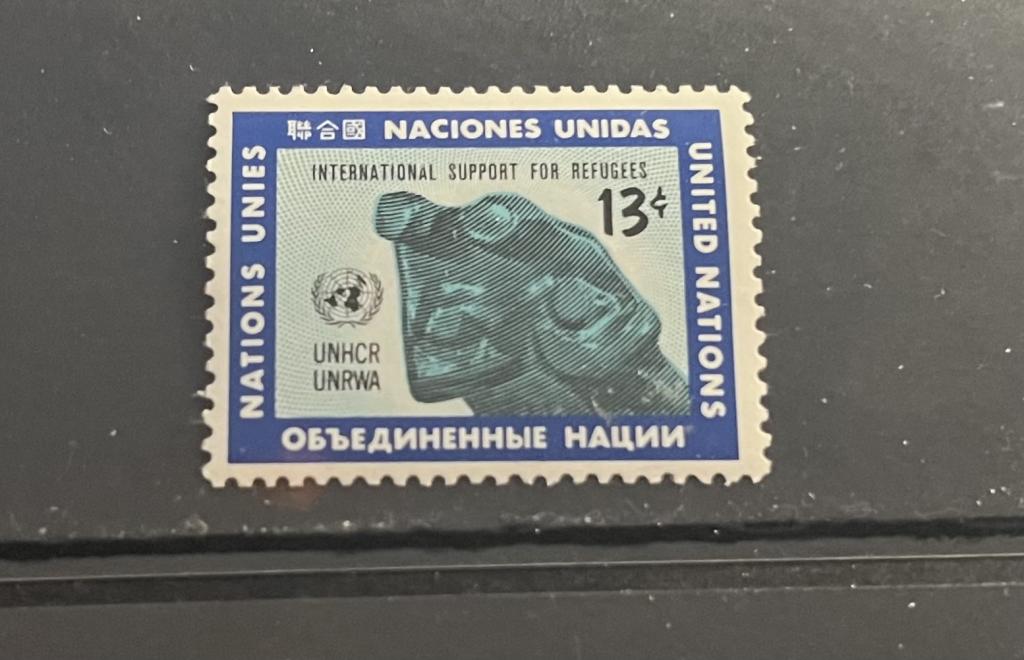 聯合國 NACIONES UNIDAS
NATIONS UNIES
INTERNATIONAL SUPPORT FOR REFUGEES
13¢
UNHCR
UNRWA
UNITED NATIONS
ОБЪЕДИНЕННЫЕ НАЦИИ